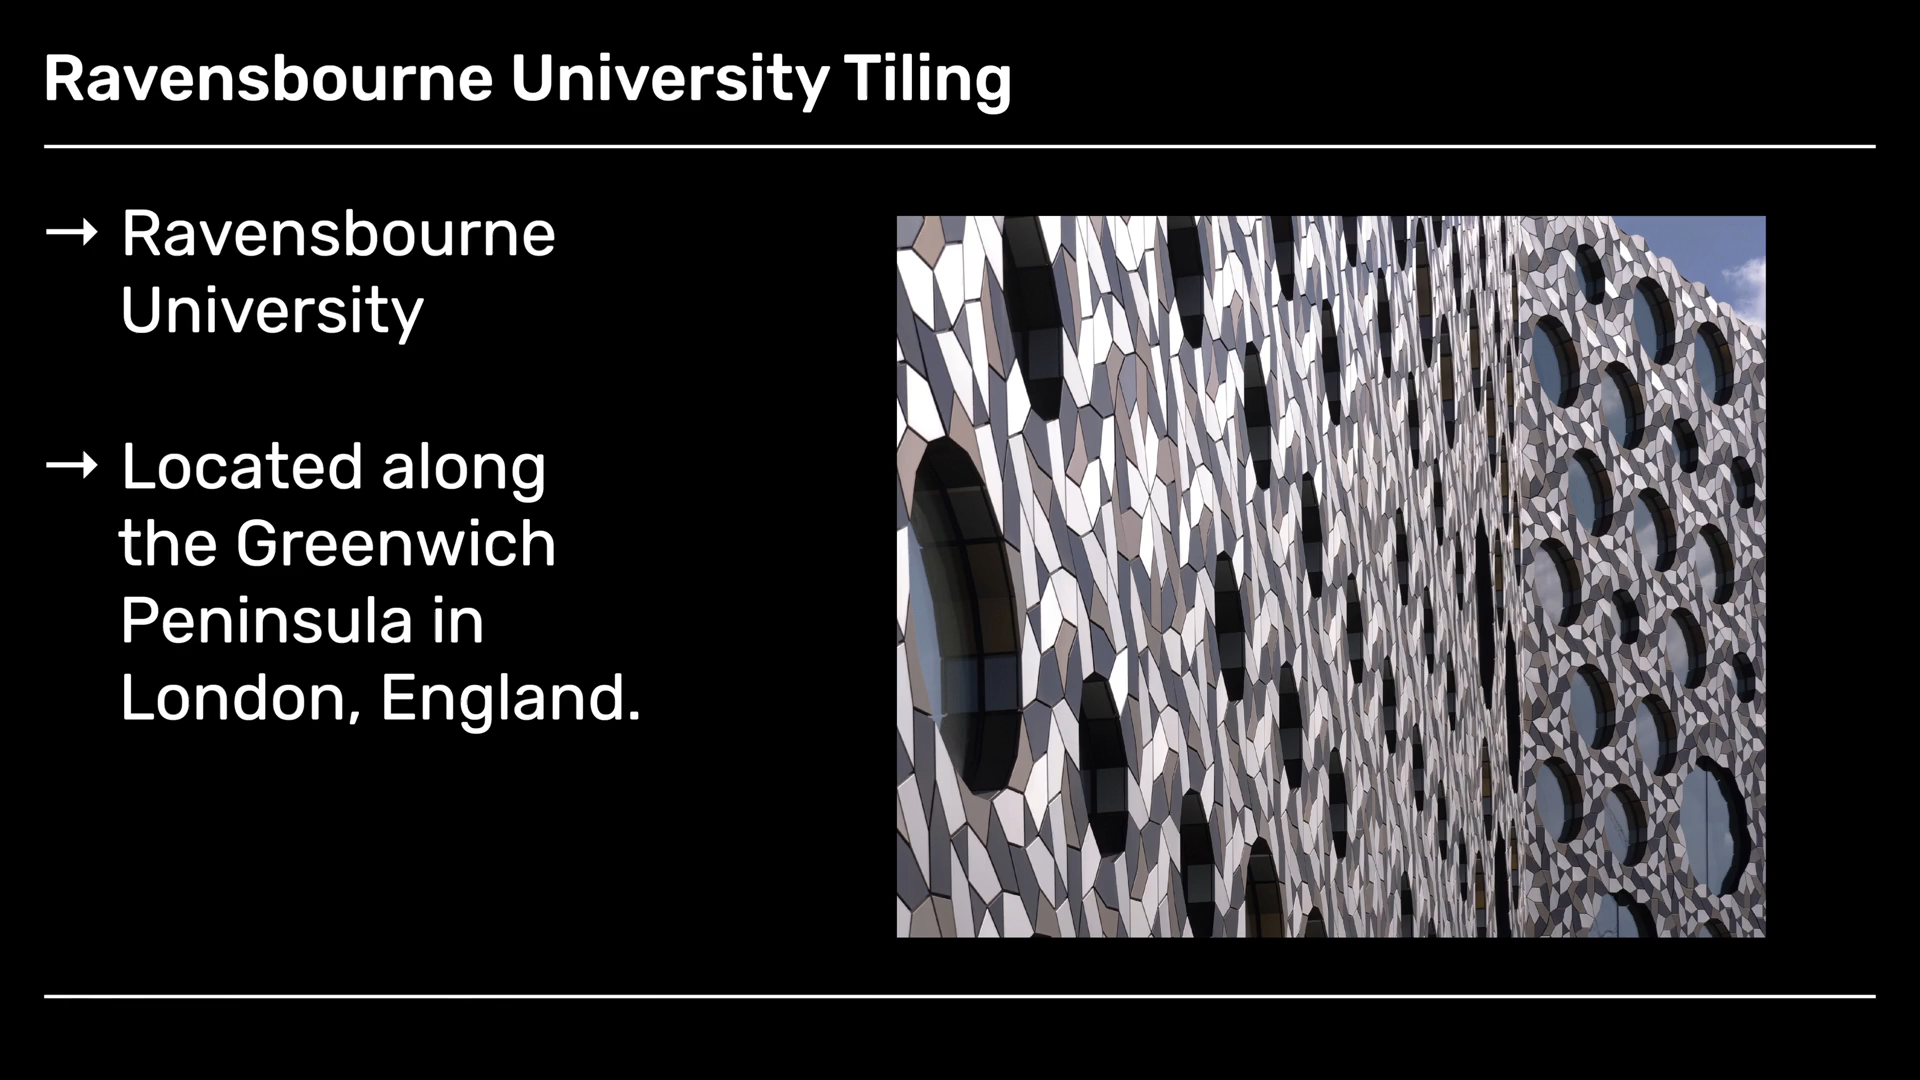 Ravensbourne University Tiling
→ Ravensbourne
University
→ Located along
the Greenwich
Peninsula in
London, England.